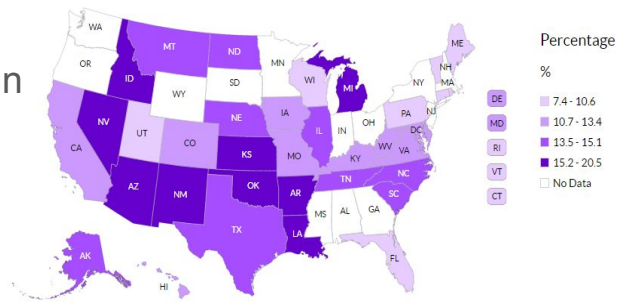 n
WA
MT
ND
MN
ME
OR
ID
SD
WI
NH
NY
MA
WY
MI
NV
NE
IA
PA
NJ
UT
IL
IN
OH
DC
CA
CO
KS
MO
WV
VA
KY
AZ
NM
OK
AR
TN
NC
SC
MS
AL
GA
TX
LA
AK
HI
FL
DE
MD
RI
VT
CT
Percentage
%
7.4 - 10.6
10.7 - 13.4
13.5 - 15.1
15.2 - 20.5
No Data